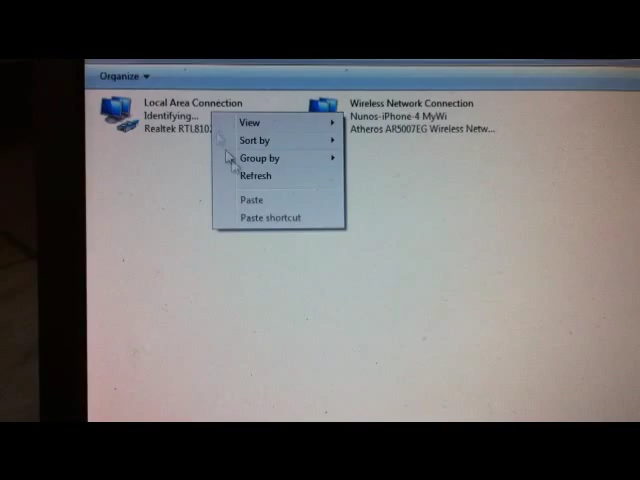 Organize
Local Area Connection
Identifying...
Realtek RTL810
Wireless Network Connection
Nunos-iPhone-4 MyWi
Atheros AR5007EG Wireless Netw...
View
Sort by
Group by
Refresh
Paste
Paste shortcut